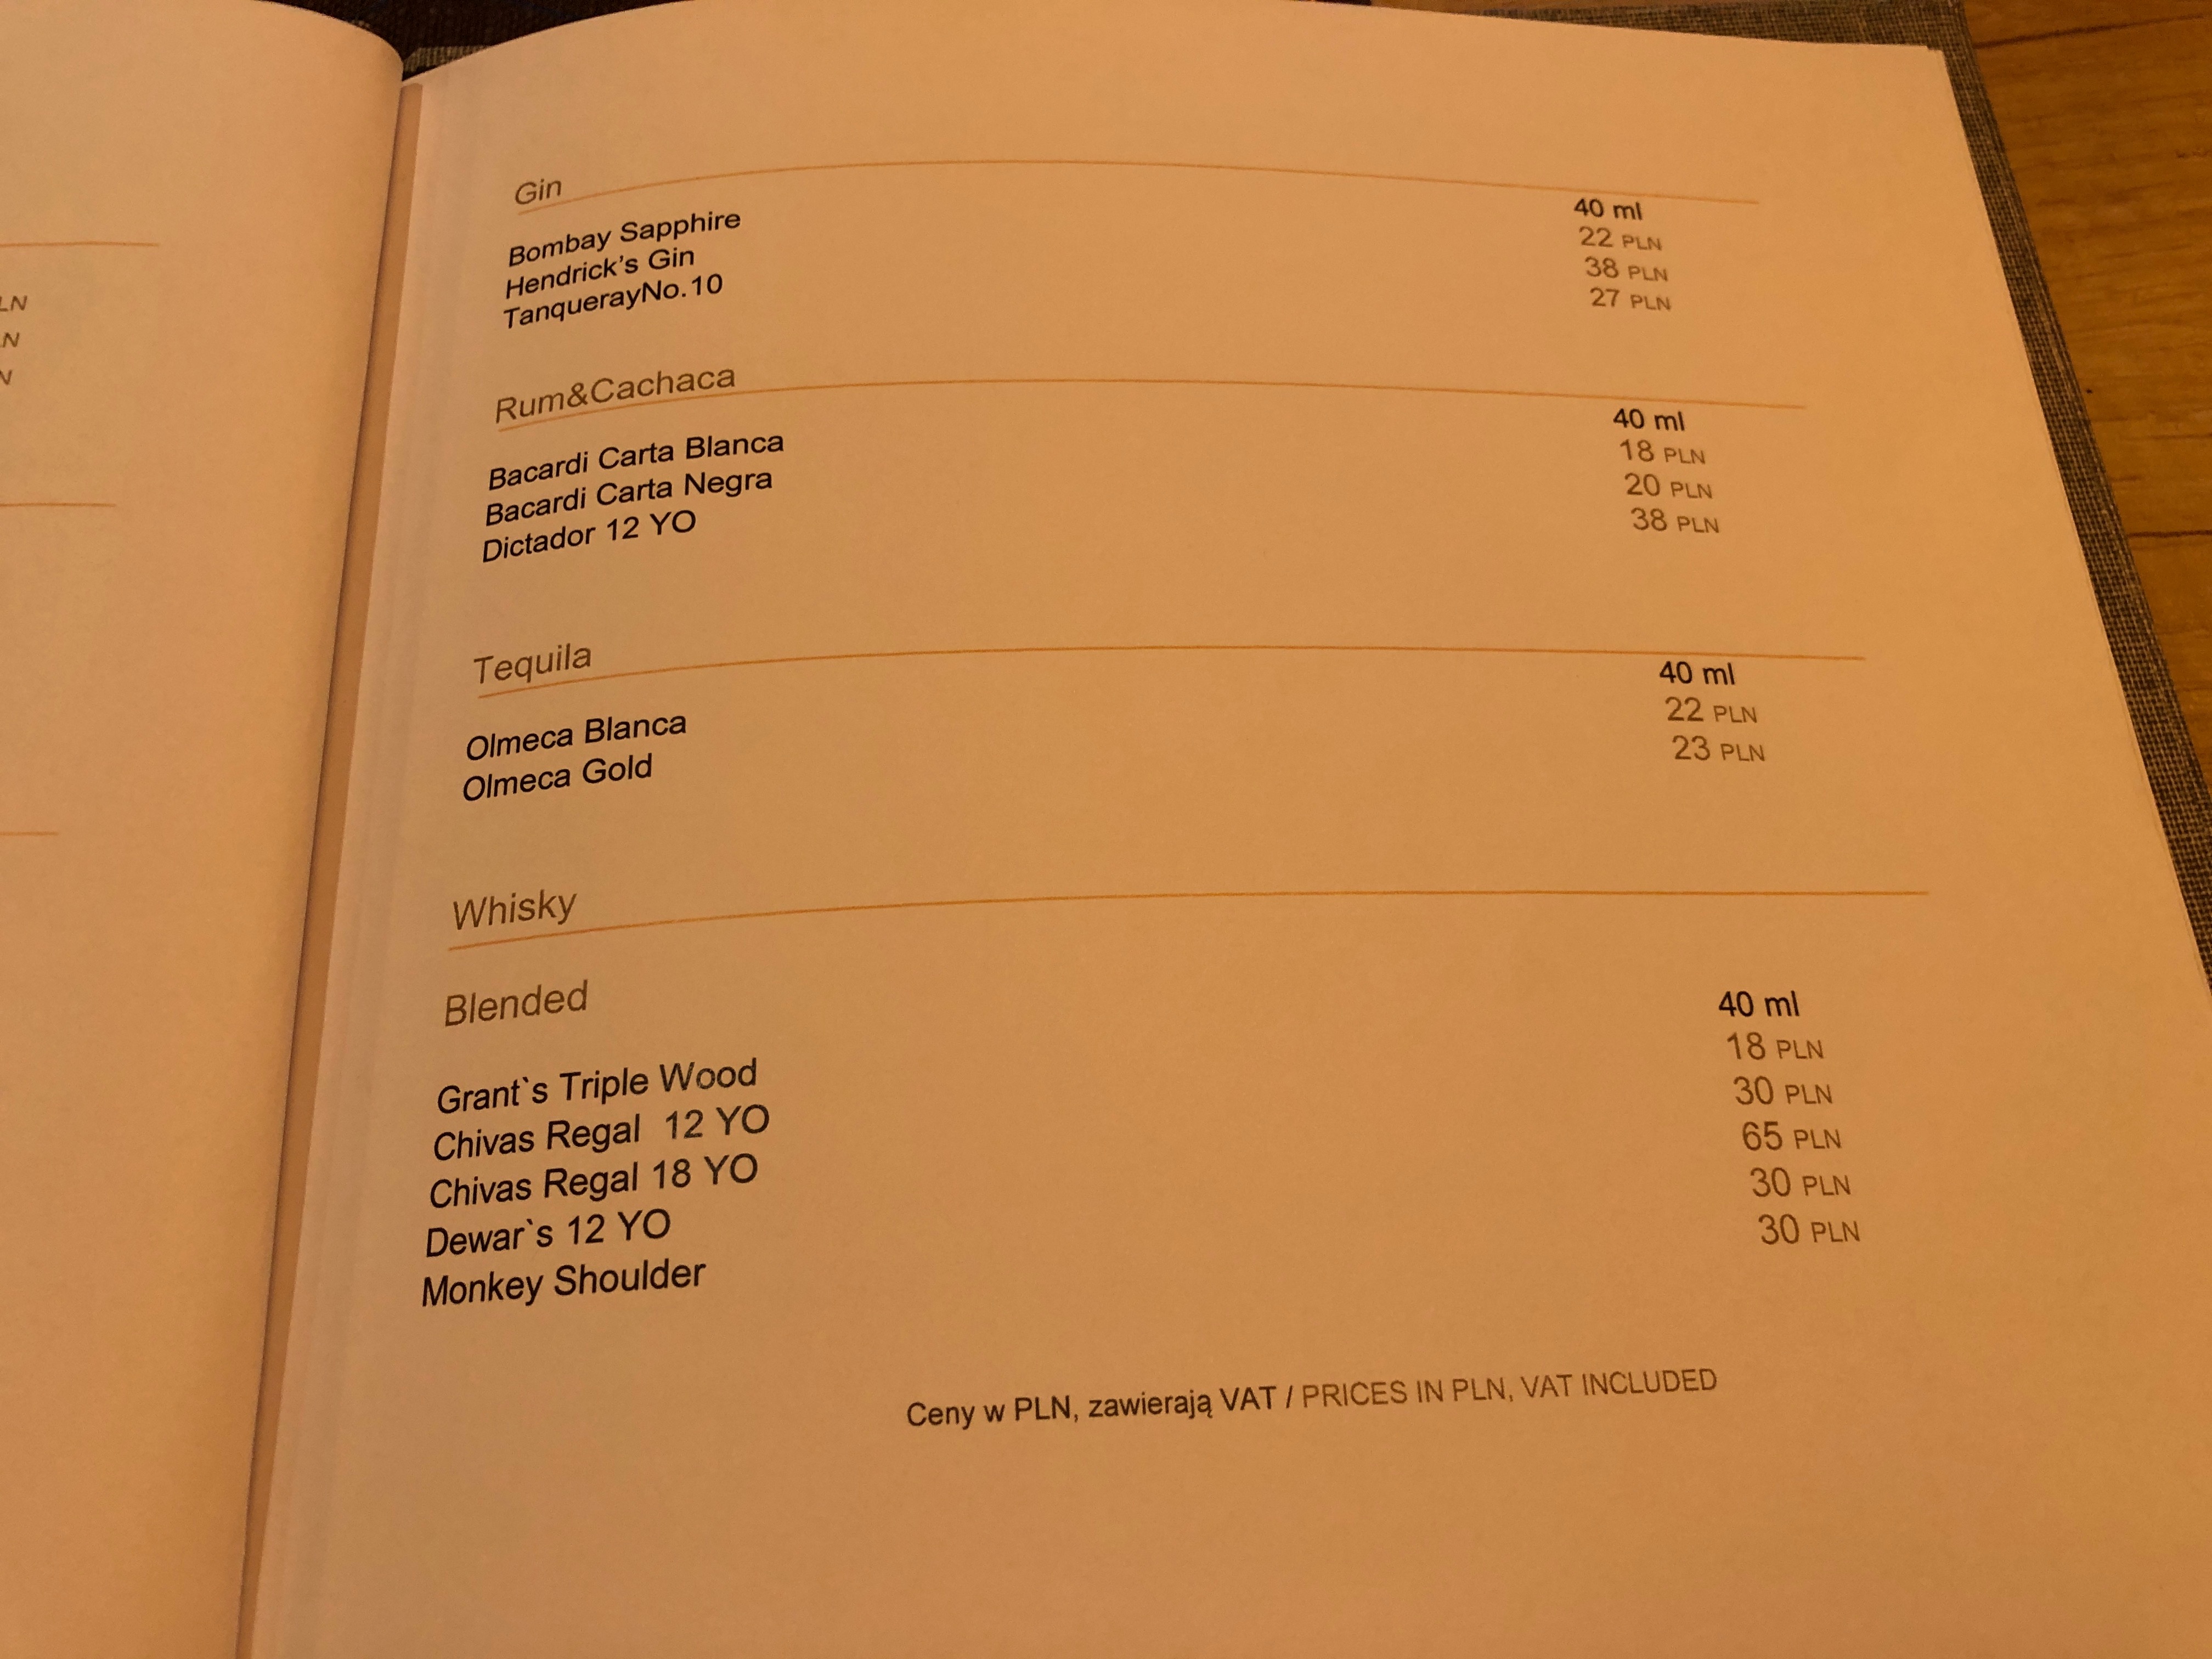 LN
LN
N
Gin
40 ml
Bombay Sapphire 22 PLN
Hendrick's Gin 38 PLN
TanquerayNo.10 27 PLN
Rum&Cachaca
40 ml
Bacardi Carta Blanca 18 PLN
Bacardi Carta Negra 20 PLN
Dictador 12 YO 38 PLN
Tequila
40 ml
Olmeca Blanca 22 PLN
Olmeca Gold 23 PLN
Whisky
Blended 40 ml
Grant`s Triple Wood 18 PLN
Chivas Regal 12 YO 30 PLN
Chivas Regal 18 YO 65 PLN
Dewar`s 12 YO 30 PLN
Monkey Shoulder 30 PLN
Ceny w PLN, zawierają VAT / PRICES IN PLN, VAT INCLUDED